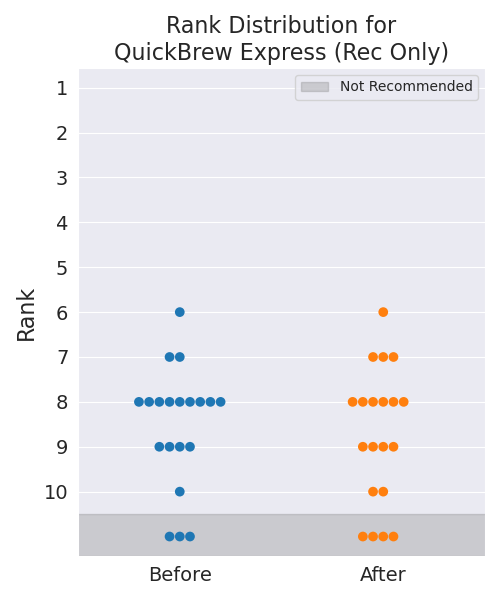 Rank Distribution for
QuickBrew Express (Rec Only)
Not Recommended
1
2
3
4
5
6
7
8
9
10
Rank
Before
After